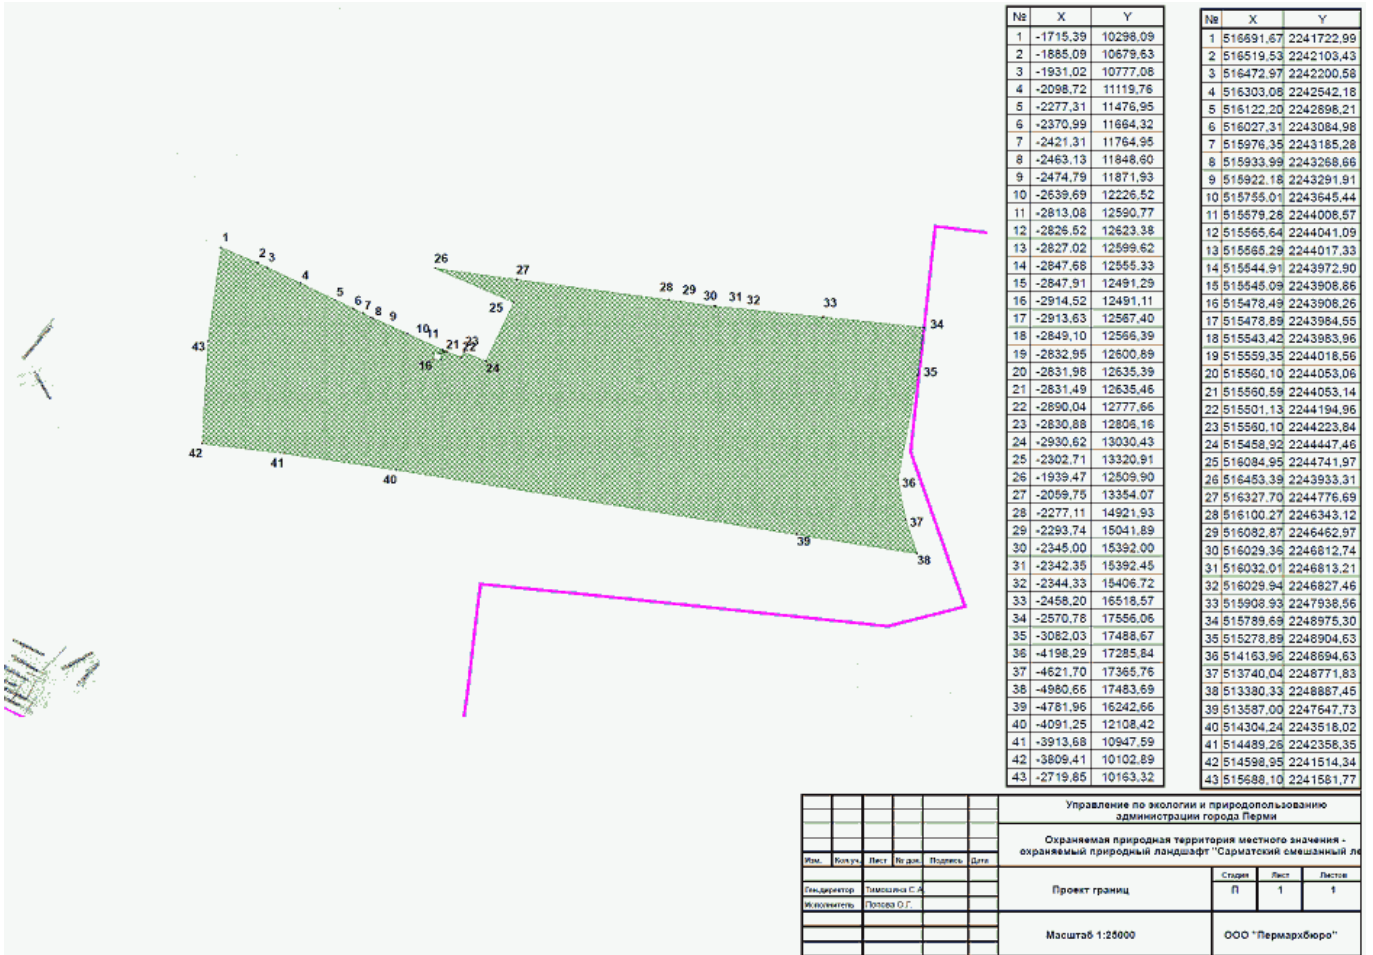 № X Y
1 -1715,39 10298,09
2 -1885,09 10679,63
3 -1931,02 10777,08
4 -2098,72 11119,76
5 -2277,31 11476,95
6 -2370,99 11664,32
7 -2421,31 11764,95
8 -2463,13 11848,60
9 -2474,79 11871,93
10 -2639,69 12226,52
11 -2813,08 12590,77
12 -2826,52 12623,38
13 -2827,02 12599,62
14 -2847,68 12555,33
15 -2847,91 12491,29
16 -2914,52 12491,11
17 -2913,63 12567,40
18 -2849,10 12566,39
19 -2832,95 12600,89
20 -2831,98 12635,39
21 -2831,49 12635,46
22 -2890,04 12777,66
23 -2830,88 12806,16
24 -2930,62 13030,43
25 -2302,71 13320,91
26 -1939,47 12509,90
27 -2059,75 13354,07
28 -2277,11 14921,93
29 -2293,74 15041,89
30 -2345,00 15392,00
31 -2342,35 15392,45
32 -2344,33 15406,72
33 -2458,20 16518,57
34 -2570,78 17556,06
35 -3082,03 17488,67
36 -4198,29 17285,84
37 -4621,70 17365,76
38 -4980,66 17483,69
39 -4781,96 16242,66
40 -4091,25 12108,42
41 -3913,68 10947,59
42 -3809,41 10102,89
43 -2719,85 10163,32
№ X Y
1 516691,67 2241722,99
2 516519,53 2242103,43
3 516472,97 2242200,58
4 516303,08 2242542,18
5 516122,20 2242898,21
6 516027,31 2243084,98
7 515976,35 2243185,28
8 515933,99 2243268,66
9 515922,18 2243291,91
10 515755,01 2243645,44
11 515579,28 2244008,57
12 515565,64 2244041,09
13 515565,29 2244017,33
14 515544,91 2243972,90
15 515545,09 2243908,86
16 515478,49 2243908,26
17 515478,89 2243984,55
18 515543,42 2243983,96
19 515559,35 2244018,56
20 515560,10 2244053,06
21 515560,59 2244053,14
22 515501,13 2244194,96
23 515560,10 2244223,84
24 515458,92 2244447,46
25 516084,95 2244741,97
26 516453,39 2243933,31
27 516327,70 2244776,69
28 516100,27 2246343,12
29 516082,87 2246462,97
30 516029,36 2246812,74
31 516032,01 2246813,21
32 516029,94 2246827,46
33 515908,93 2247938,56
34 515789,69 2248975,30
35 515278,89 2248904,63
36 514163,96 2248694,63
37 513740,04 2248771,83
38 513380,33 2248887,45
39 513587,00 2247647,73
40 514304,24 2243518,02
41 514489,26 2242358,35
42 514598,95 2241514,34
43 515688,10 2241581,77
1
2
3
4
5
6
7
8
9
10
11
21
22
23
24
16
25
26
27
28
29
30
31
32
33
34
35
36
37
38
39
40
41
42
43
Управление по экологии и природопользованию
администрации города Перми
Охраняемая природная территория местного значения -
охраняемый природный ландшафт "Сарматский смешанный ле
Изм. Кол.уч. Лист № док. Подпись Дата
Ген.директор Тимошина С.А.
Исполнитель Попова О.Г.
Проект границ
Стадия Лист Листов
П 1 1
Масштаб 1:25000
ООО "Пермархбюро"